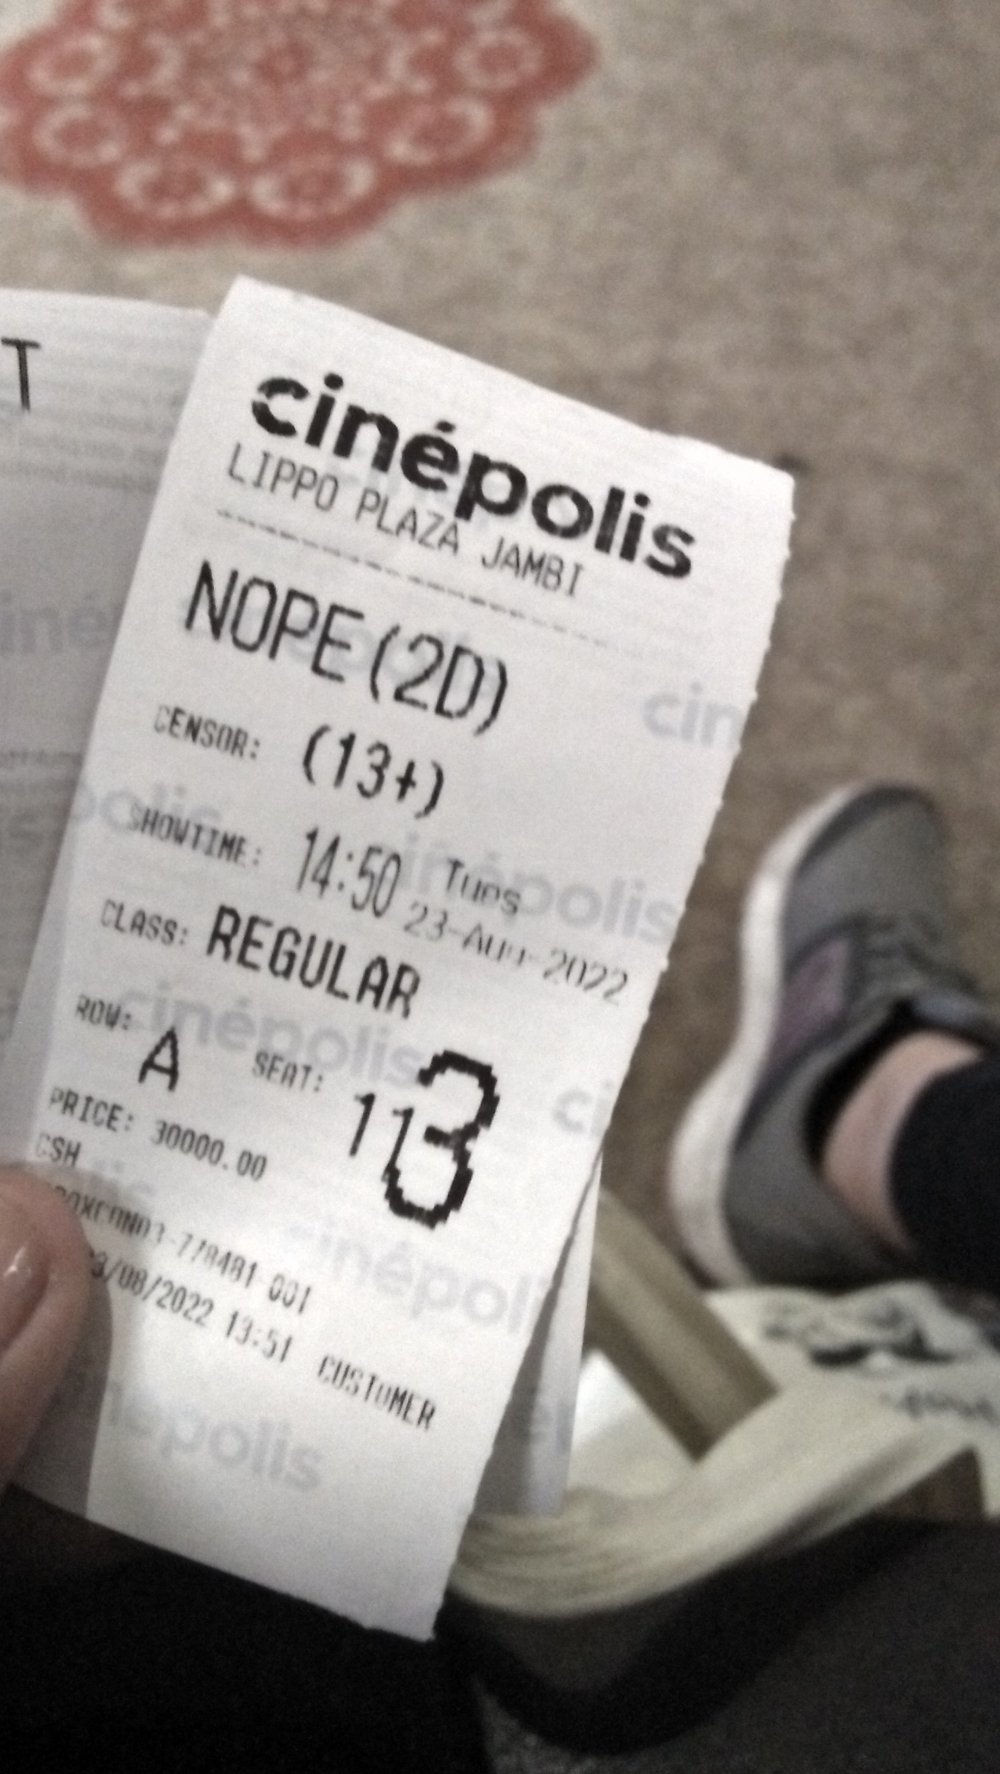 T
cinépolis
LIPPO PLAZA JAMBI
NOPE(2D)
CENSOR: (13+)
SHOWTIME: 14:50 Tues
23-Aug-2022
CLASS: REGULAR
ROW: A SEAT: 11 3
PRICE: 30000.00
CSH
/08/2022 13:51 CUSTOMER